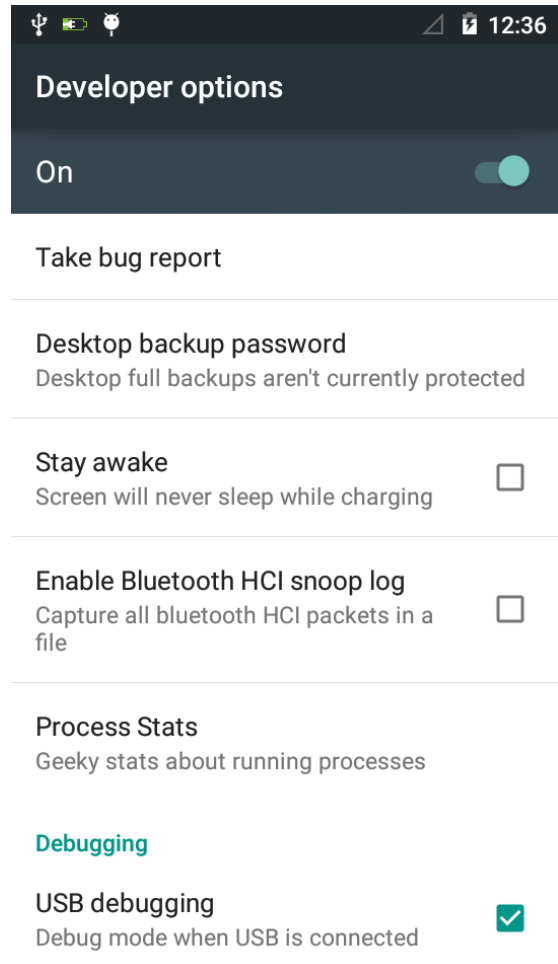 12:36
Developer options
On
Take bug report
Desktop backup password
Desktop full backups aren't currently protected
Stay awake
Screen will never sleep while charging
Enable Bluetooth HCI snoop log
Capture all bluetooth HCI packets in a
file
Process Stats
Geeky stats about running processes
Debugging
USB debugging
Debug mode when USB is connected